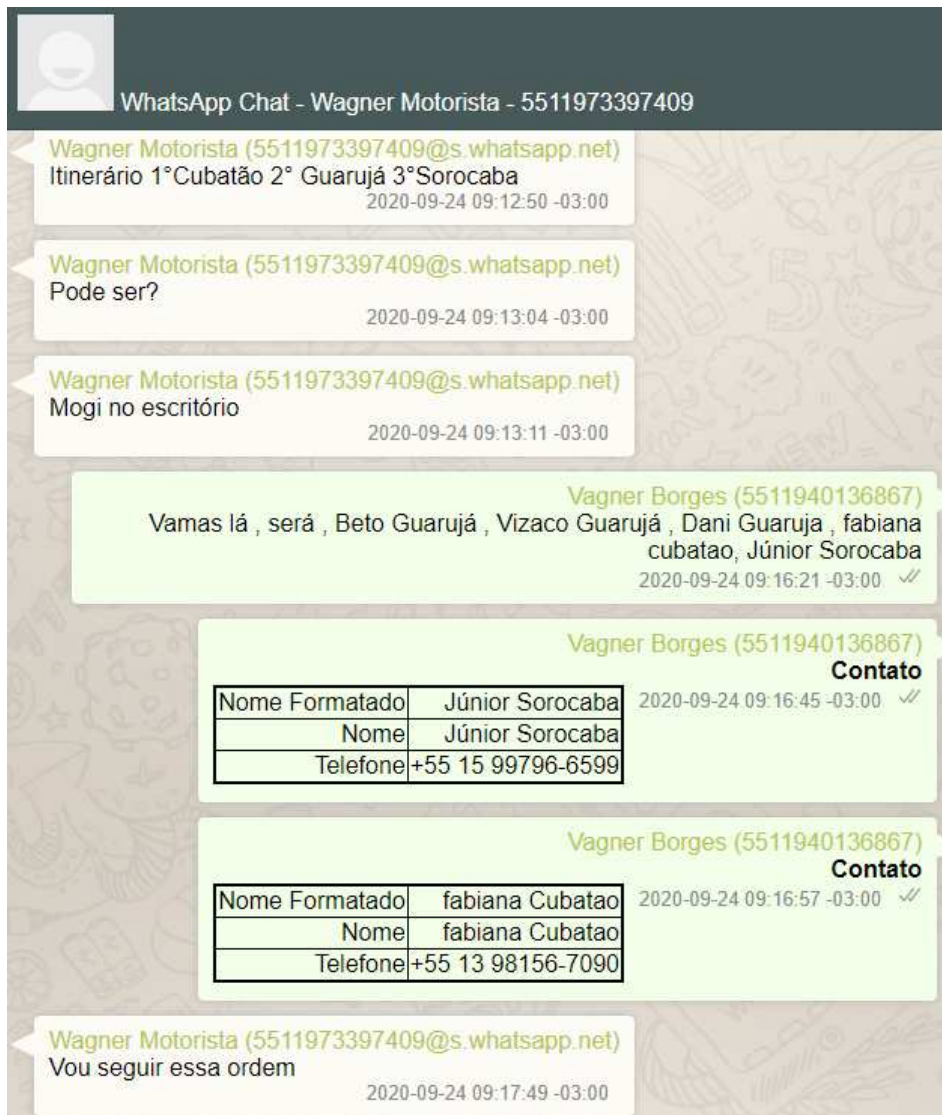 WhatsApp Chat - Wagner Motorista - 5511973397409
Wagner Motorista (5511973397409@s.whatsapp.net)
Itinerário 1°Cubatão 2° Guarujá 3°Sorocaba
2020-09-24 09:12:50 -03:00
Wagner Motorista (5511973397409@s.whatsapp.net)
Pode ser?
2020-09-24 09:13:04 -03:00
Wagner Motorista (5511973397409@s.whatsapp.net)
Mogi no escritório
2020-09-24 09:13:11 -03:00
Vagner Borges (5511940136867)
Vamas lá , será , Beto Guarujá , Vizaco Guarujá , Dani Guaruja , fabiana
cubatao, Júnior Sorocaba
2020-09-24 09:16:21 -03:00
Vagner Borges (5511940136867)
Contato
Nome Formatado Júnior Sorocaba 2020-09-24 09:16:45 -03:00
Nome Júnior Sorocaba
Telefone +55 15 99796-6599
Vagner Borges (5511940136867)
Contato
Nome Formatado fabiana Cubatao 2020-09-24 09:16:57 -03:00
Nome fabiana Cubatao
Telefone +55 13 98156-7090
Wagner Motorista (5511973397409@s.whatsapp.net)
Vou seguir essa ordem
2020-09-24 09:17:49 -03:00